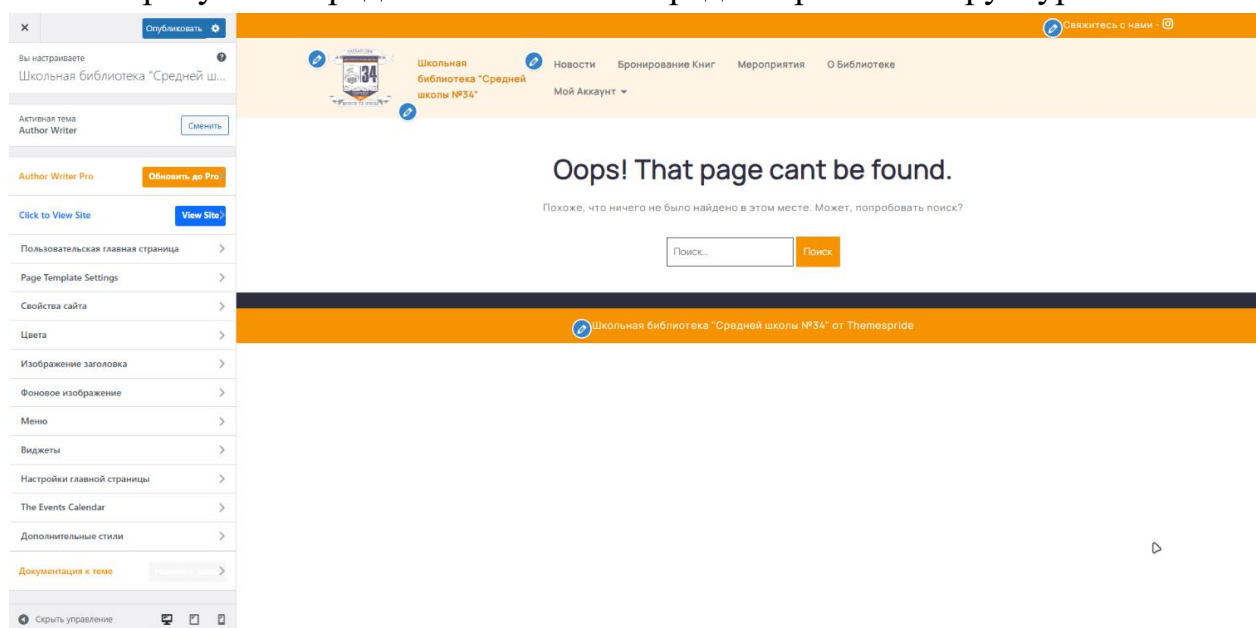 Опубликовать
Вы настраиваете
Школьная библиотека "Средней ш...
Активная тема
Author Writer
Сменить
Author Writer Pro
Обновить до Pro
Click to View Site
View Site
Пользовательская главная страница
Page Template Settings
Свойства сайта
Цвета
Изображение заголовка
Фоновое изображение
Меню
Виджеты
Настройки главной страницы
The Events Calendar
Дополнительные стили
Документация к теме
Скрыть управление
Свяжитесь с нами -
34
Школьная
библиотека "Средней
школы №34"
Новости Бронирование Книг Мероприятия О Библиотеке
Мой Аккаунт
Oops! That page cant be found.
Похоже, что ничего не было найдено в этом месте. Может, попробовать поиск?
Поиск…
Поиск
Школьная библиотека "Средней школы №34" от Themespride